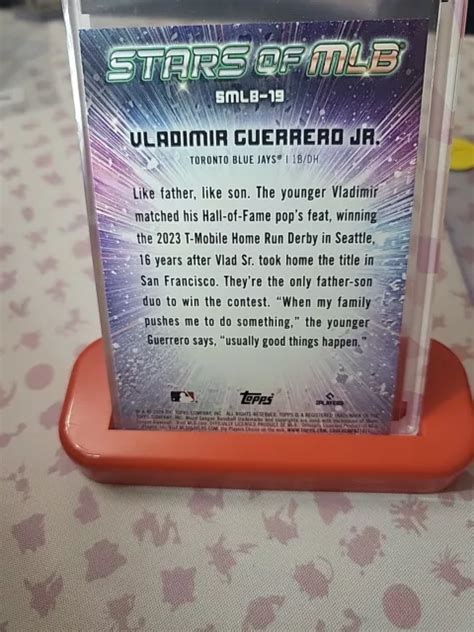 STARS OF MLB®
SMLB-19
VLADIMIR GUERRERO JR.
TORONTO BLUE JAYS® | 1B/DH
Like father, like son. The younger Vladimir
matched his Hall-of-Fame pop's feat, winning
the 2023 T-Mobile Home Run Derby in Seattle,
16 years after Vlad Sr. took home the title in
San Francisco. They're the only father-son
duo to win the contest. “When my family
pushes me to do something,” the younger
Guerrero says, “usually good things happen.”
Topps
PLAYERS